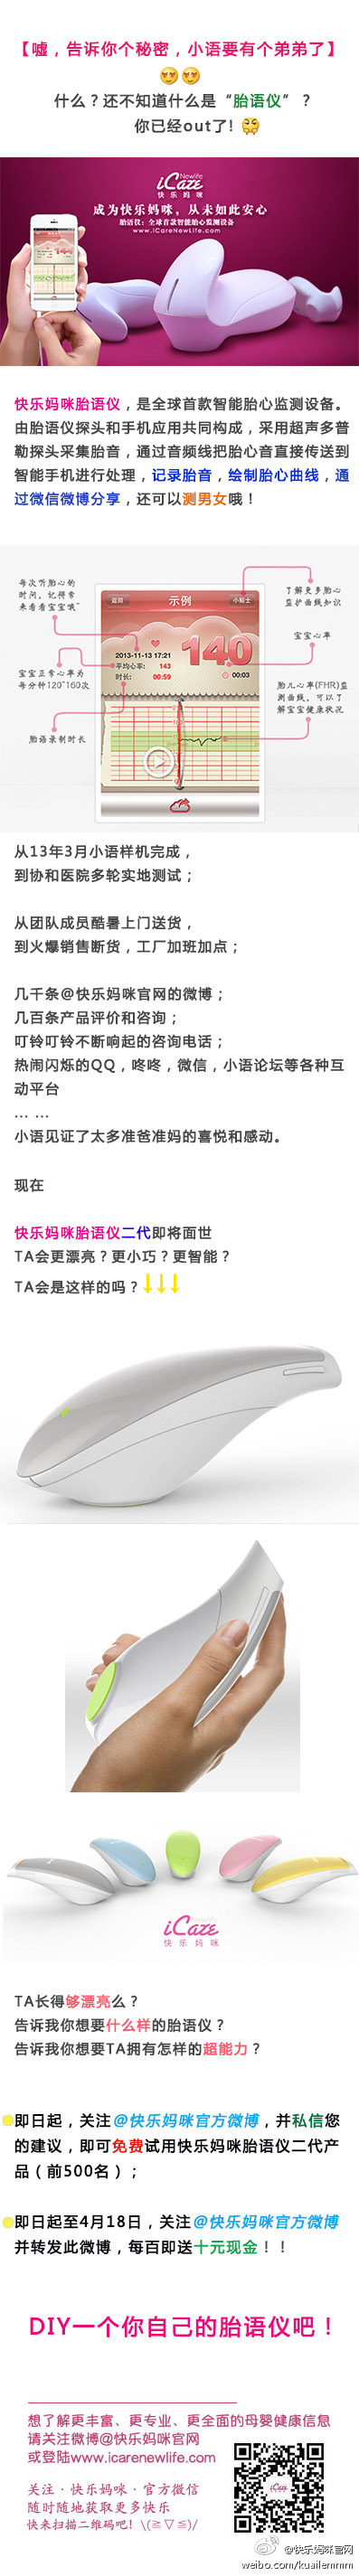 【嘘，告诉你个秘密，小语要有个弟弟了】
什么？还不知道什么是“胎语仪”？
你已经out了!
Newlife
iCaze
快乐妈咪
成为快乐妈咪，从未如此安心
胎语仪：全球首款智能胎心监测设备
www.iCareNewLife.com
快乐妈咪胎语仪，是全球首款智能胎心监测设备。
由胎语仪探头和手机应用共同构成，采用超声多普
勒探头采集胎音，通过音频线把胎心音直接传送到
智能手机进行处理，记录胎音，绘制胎心曲线，通
过微信微博分享，还可以测男女哦！
每次听胎心的
时间，记得常
来看看宝宝哦~
了解更多胎心
监护曲线知识
返回
示例
小贴士
宝宝心率
2013-11-13 17:21
140
宝宝正常心率为
每分钟120~160次
平均心率： 143
时长： 00:59
00:03
胎儿心率(FHR)监
测曲线，可以了
解宝宝健康状况
胎语录制时长
从13年3月小语样机完成，
到协和医院多轮实地测试；
从团队成员酷暑上门送货，
到火爆销售断货，工厂加班加点；
几千条@快乐妈咪官网的微博；
几百条产品评价和咨询；
叮铃叮铃不断响起的咨询电话；
热闹闪烁的QQ，咚咚，微信，小语论坛等各种互
动平台
... ...
小语见证了太多准爸准妈的喜悦和感动。
现在
快乐妈咪胎语仪二代即将面世
TA会更漂亮？更小巧？更智能？
TA会是这样的吗？↓↓↓
iCaze
快乐妈咪
TA长得够漂亮么？
告诉我你想要什么样的胎语仪？
告诉我你想要TA拥有怎样的超能力？
即日起，关注@快乐妈咪官方微博，并私信您
的建议，即可免费试用快乐妈咪胎语仪二代产
品（前500名）；
即日起至4月18日，关注@快乐妈咪官方微博
并转发此微博，每百即送十元现金！！
DIY一个你自己的胎语仪吧！
想了解更丰富、更专业、更全面的母婴健康信息
请关注微博@快乐妈咪官网
或登陆www.icarenewlife.com
关注·快乐妈咪·官方微信
随时随地获取更多快乐
快来扫描二维码吧! \(≧▽≦)/
iCaze
@快乐妈咪官网
weibo.com/kuailemmm